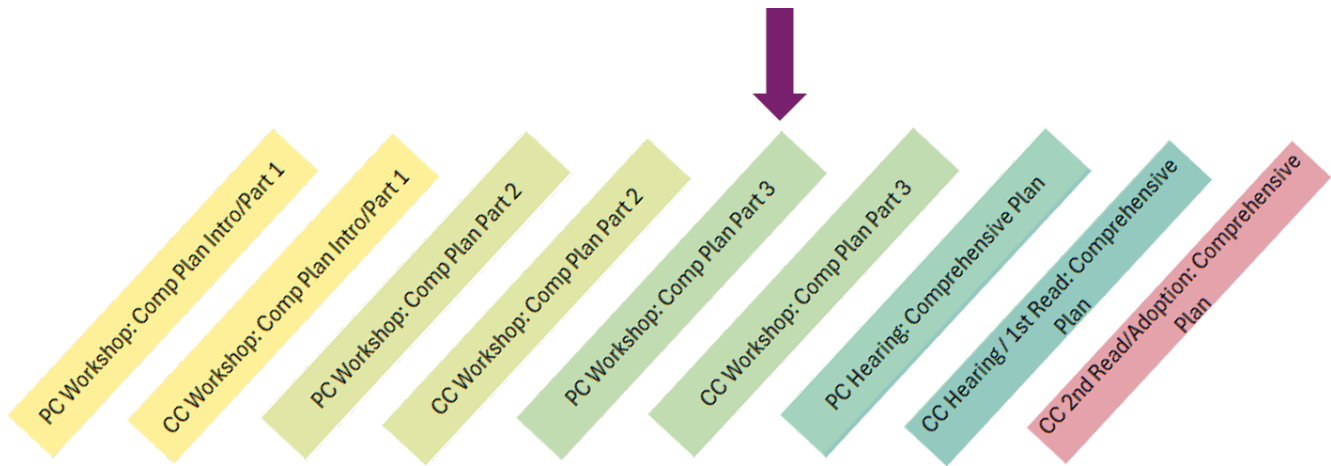 PC Workshop: Comp Plan Intro/Part 1
CC Workshop: Comp Plan Intro/Part 1
PC Workshop: Comp Plan Part 2
CC Workshop: Comp Plan Part 2
PC Workshop: Comp Plan Part 3
CC Workshop: Comp Plan Part 3
PC Hearing: Comprehensive Plan
CC Hearing / 1st Read: Comprehensive
Plan
CC 2nd Read/Adoption: Comprehensive
Plan